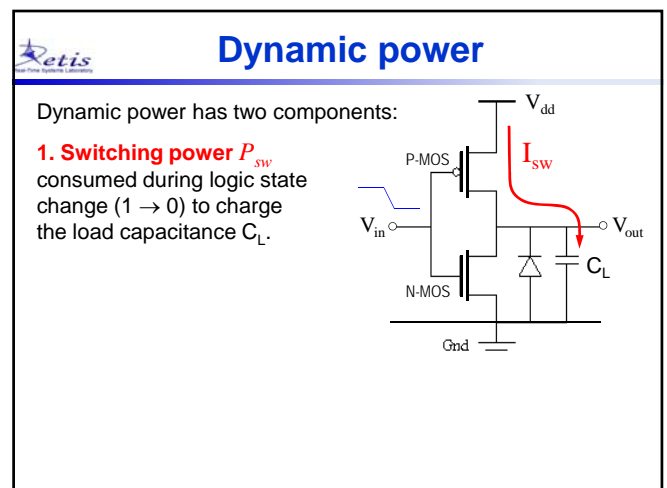 Retis
Real-Time Systems Laboratory
Dynamic power
Dynamic power has two components:
1. Switching power P_sw
consumed during logic state
change (1 → 0) to charge
the load capacitance C_L.
V_dd
P-MOS
I_sw
V_in
V_out
C_L
N-MOS
Gnd